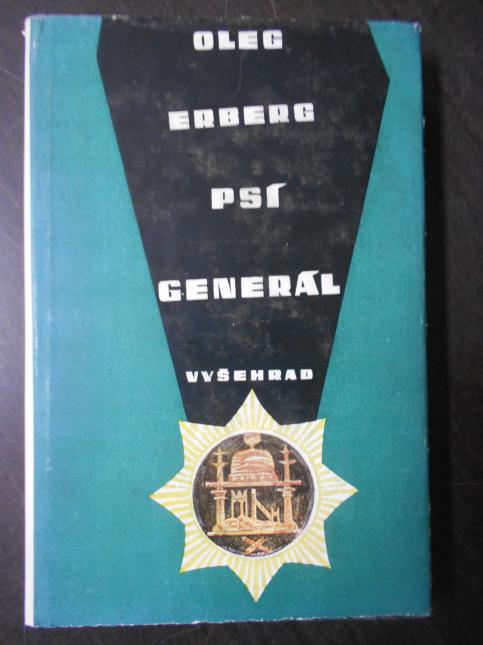 OLEG
ERBERG
PSÍ
GENERÁL
VYŠEHRAD